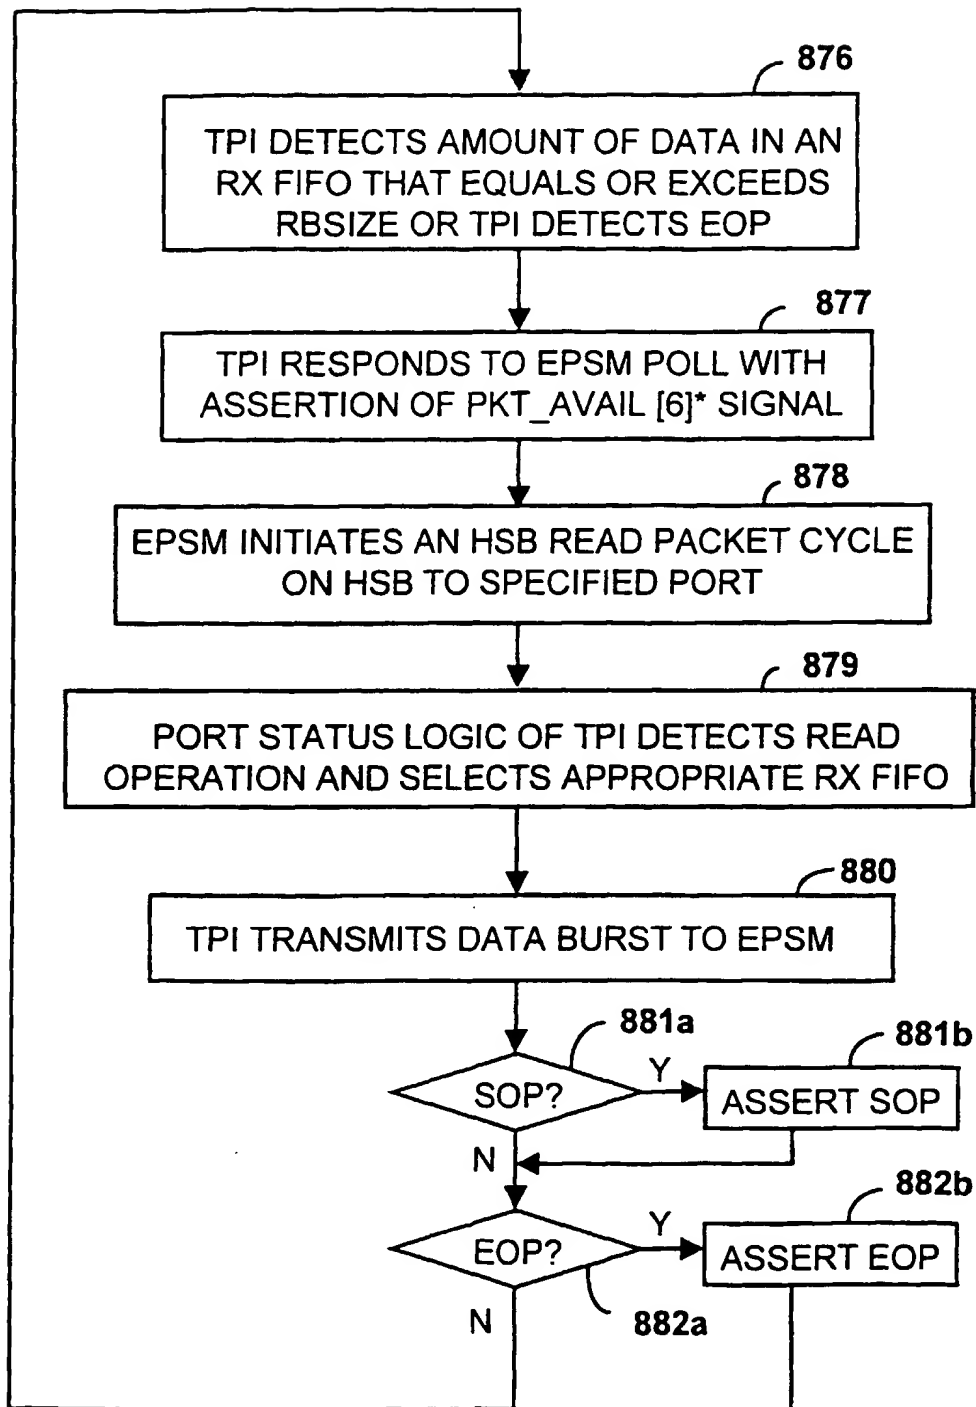 876
TPI DETECTS AMOUNT OF DATA IN AN
RX FIFO THAT EQUALS OR EXCEEDS
RBSIZE OR TPI DETECTS EOP
877
TPI RESPONDS TO EPSM POLL WITH
ASSERTION OF PKT_AVAIL [6]* SIGNAL
878
EPSM INITIATES AN HSB READ PACKET CYCLE
ON HSB TO SPECIFIED PORT
879
PORT STATUS LOGIC OF TPI DETECTS READ
OPERATION AND SELECTS APPROPRIATE RX FIFO
880
TPI TRANSMITS DATA BURST TO EPSM
881a
881b
SOP?
Y
ASSERT SOP
N
882b
EOP?
Y
ASSERT EOP
N
882a